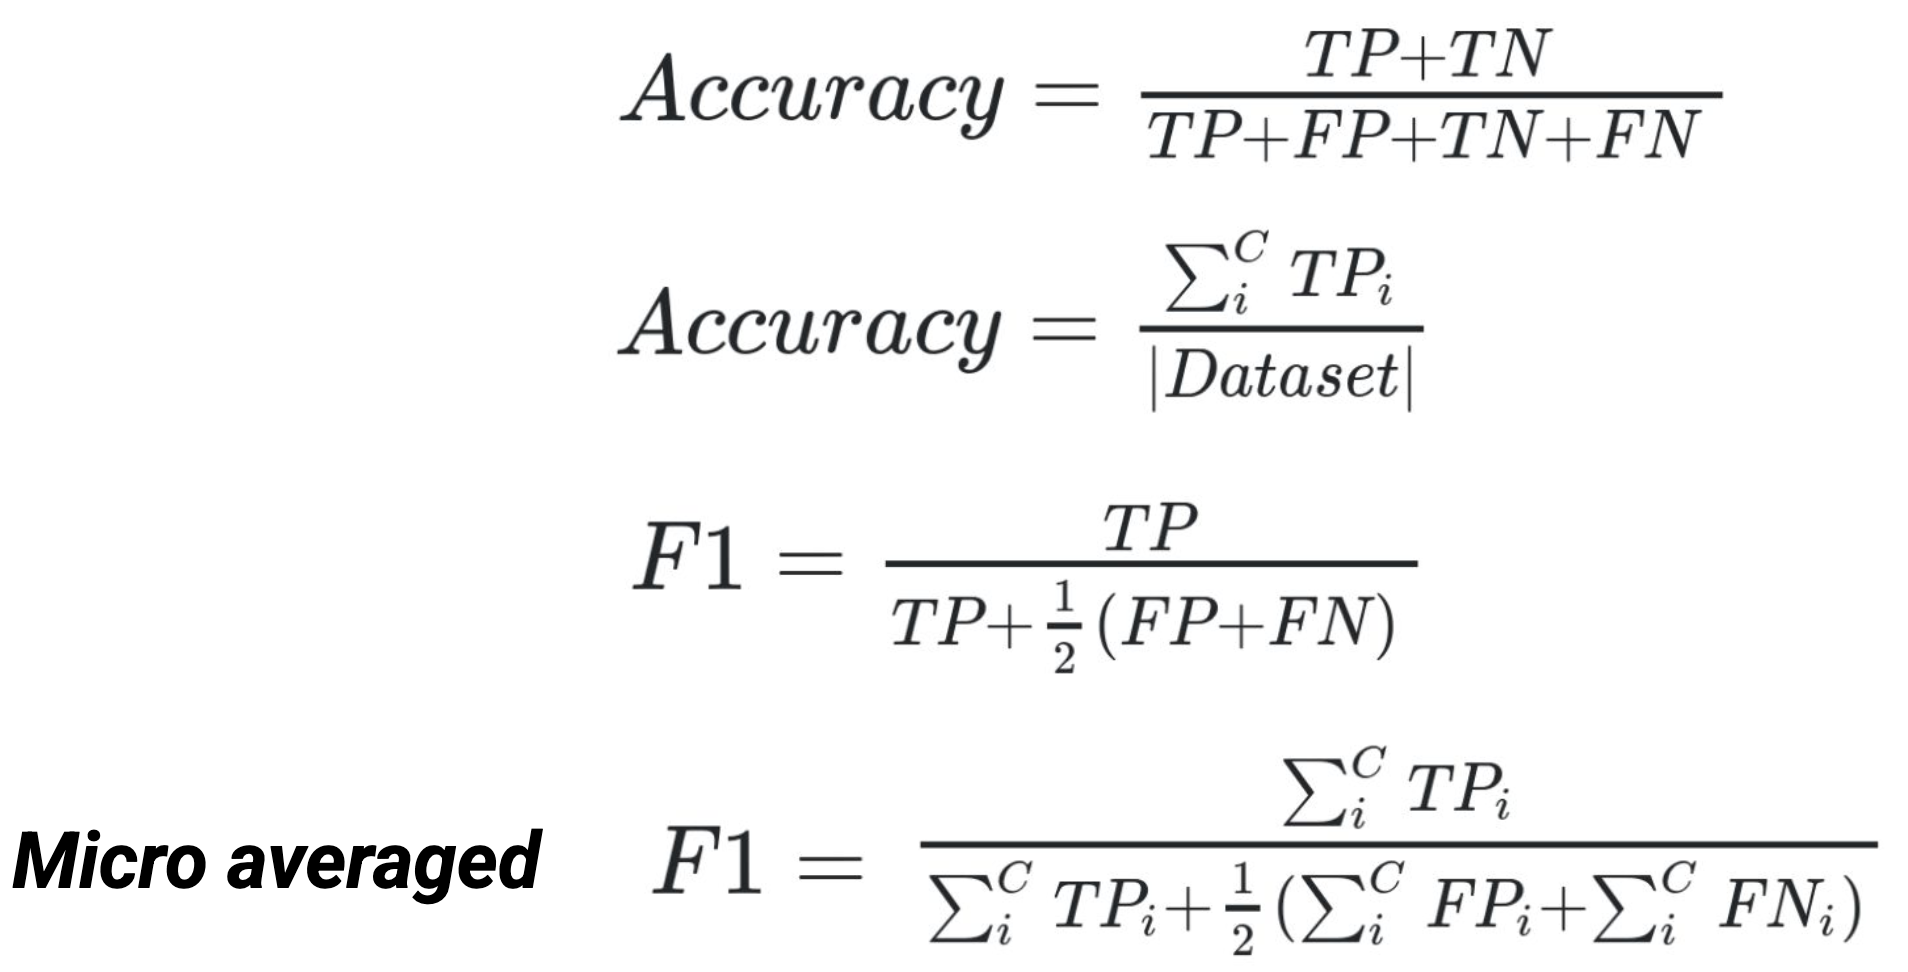 Accuracy = \frac{TP+TN}{TP+FP+TN+FN}
Accuracy = \frac{\sum_i^C TP_i}{|Dataset|}
F1 = \frac{TP}{TP+\frac{1}{2}(FP+FN)}
Micro averaged F1 = \frac{\sum_i^C TP_i}{\sum_i^C TP_i+\frac{1}{2}(\sum_i^C FP_i+\sum_i^C FN_i)}